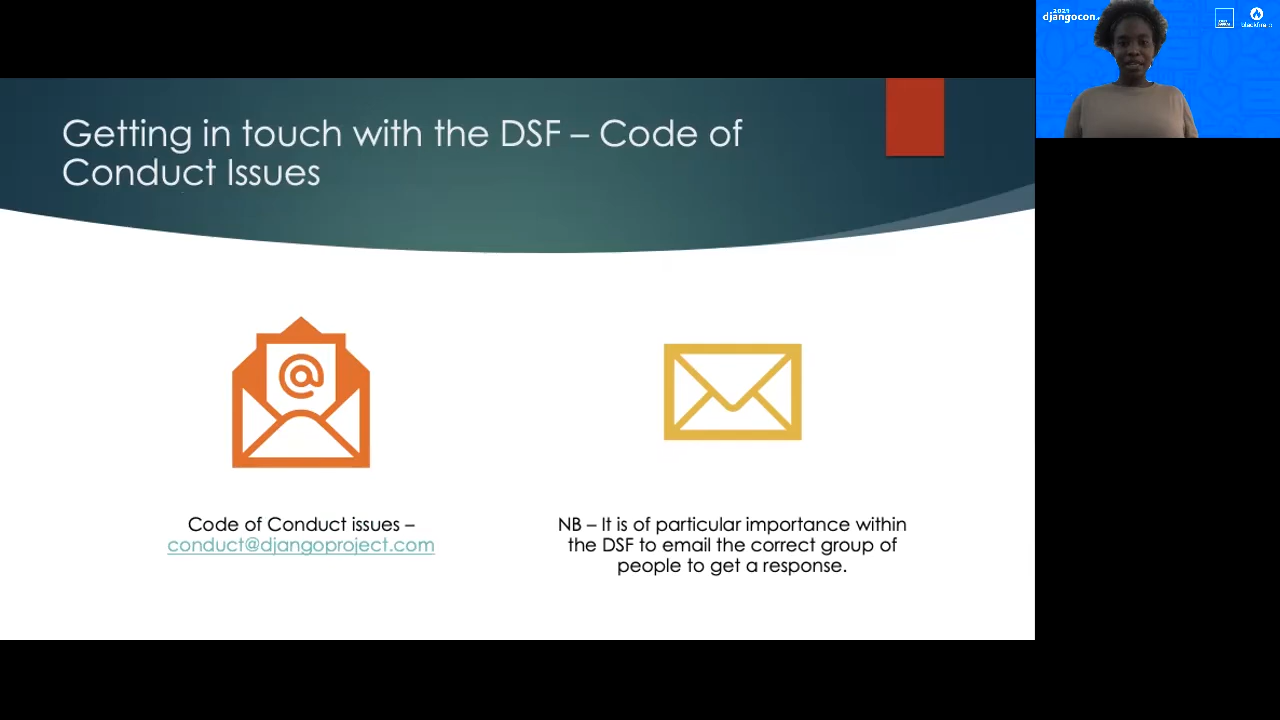 Getting in touch with the DSF – Code of
Conduct Issues
@
Code of Conduct issues –
conduct@djangoproject.com
NB – It is of particular importance within
the DSF to email the correct group of
people to get a response.
djangocon